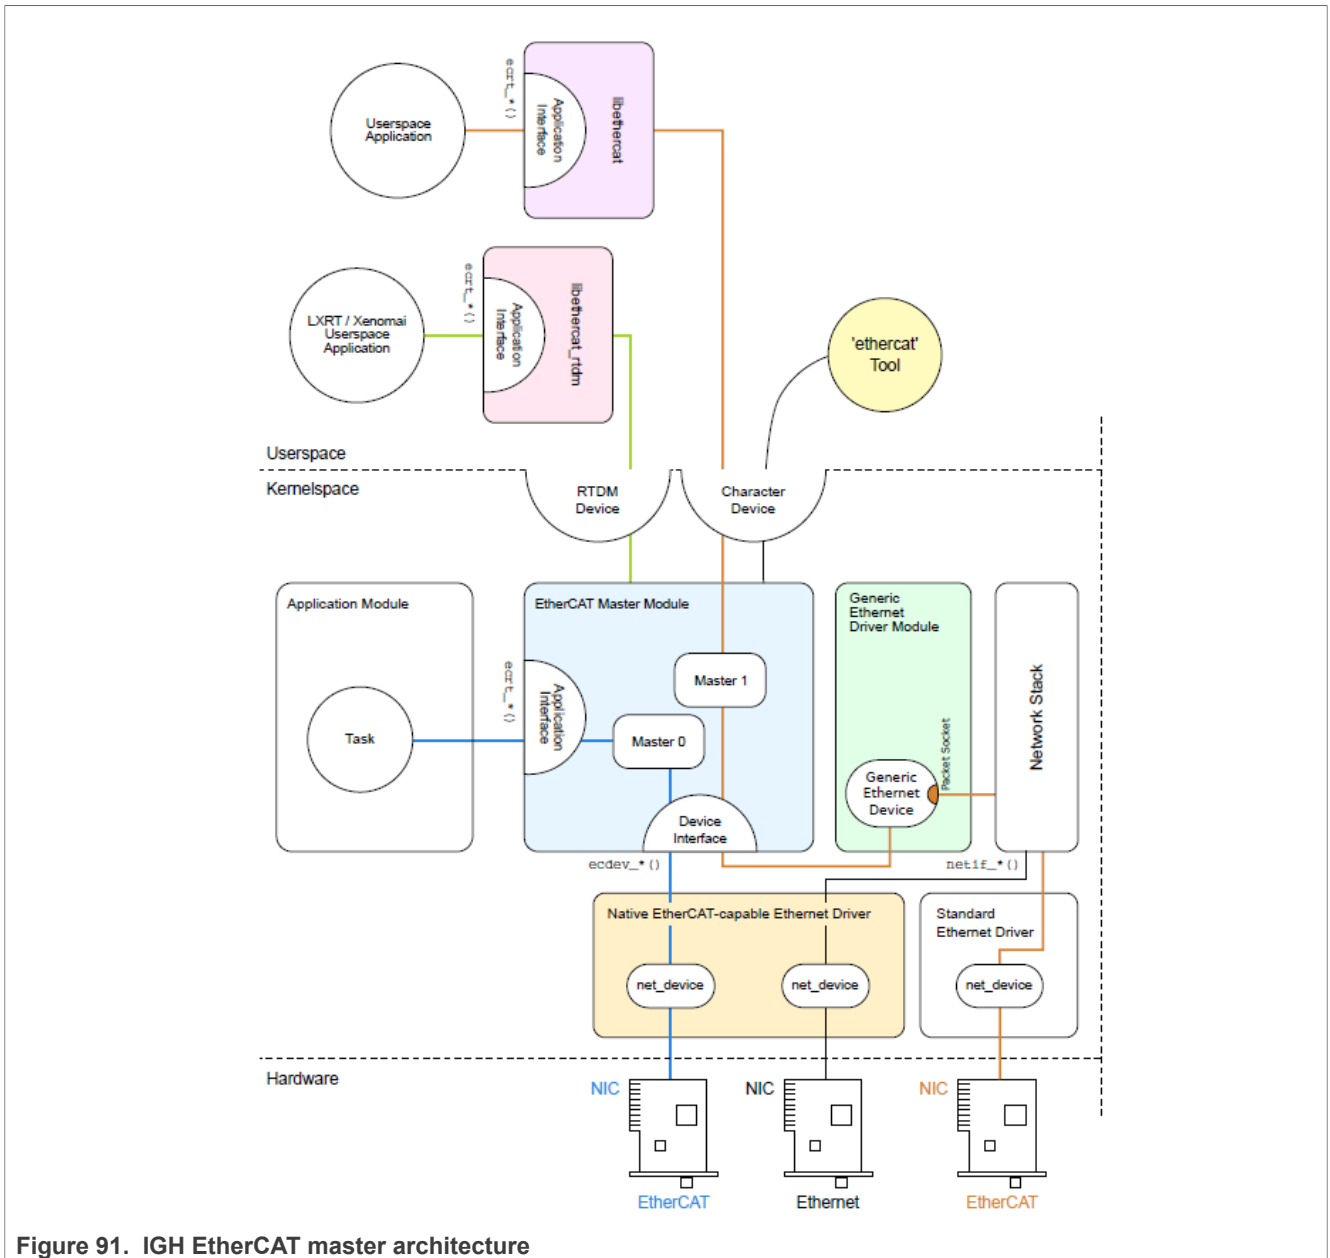 ecrt_*()
Application
Interface
libethercat
Userspace
Application
ecrt_*()
Application
Interface
libethercat_rtdm
LXRT / Xenomai
Userspace
Application
'ethercat'
Tool
Userspace
Kernelspace
RTDM
Device
Character
Device
Application Module
EtherCAT Master Module
Generic
Ethernet
Driver Module
Network Stack
ecrt_*()
Application
Interface
Master 1
Task
Master 0
Packet Socket
Generic
Ethernet
Device
Device
Interface
ecdev_*()
netif_*()
Native EtherCAT-capable Ethernet Driver
Standard
Ethernet Driver
net_device
net_device
net_device
Hardware
NIC
NIC
NIC
EtherCAT
Ethernet
EtherCAT
Figure 91. IGH EtherCAT master architecture